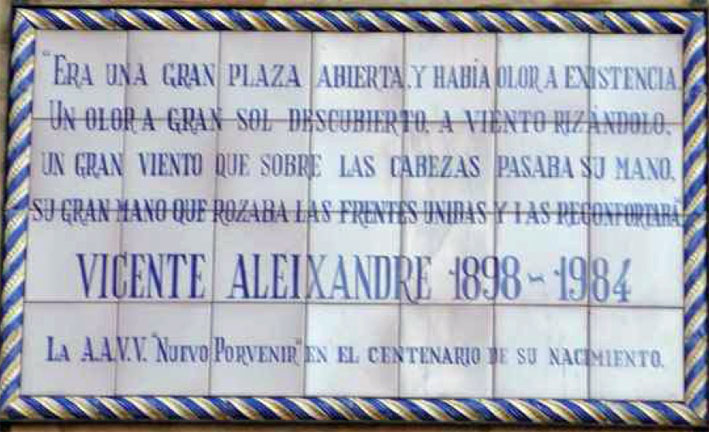 "ERA UNA GRAN PLAZA ABIERTA, Y HABÍA OLOR A EXISTENCIA.
UN OLOR A GRAN SOL DESCUBIERTO, A VIENTO RIZÁNDOLO,
UN GRAN VIENTO QUE SOBRE LAS CABEZAS PASABA SU MANO,
SU GRAN MANO QUE ROZABA LAS FRENTES UNIDAS Y LAS RECONFORTABA"
VICENTE ALEIXANDRE 1898-1984
LA A.A.V.V. "NUEVO PORVENIR" EN EL CENTENARIO DE SU NACIMIENTO.